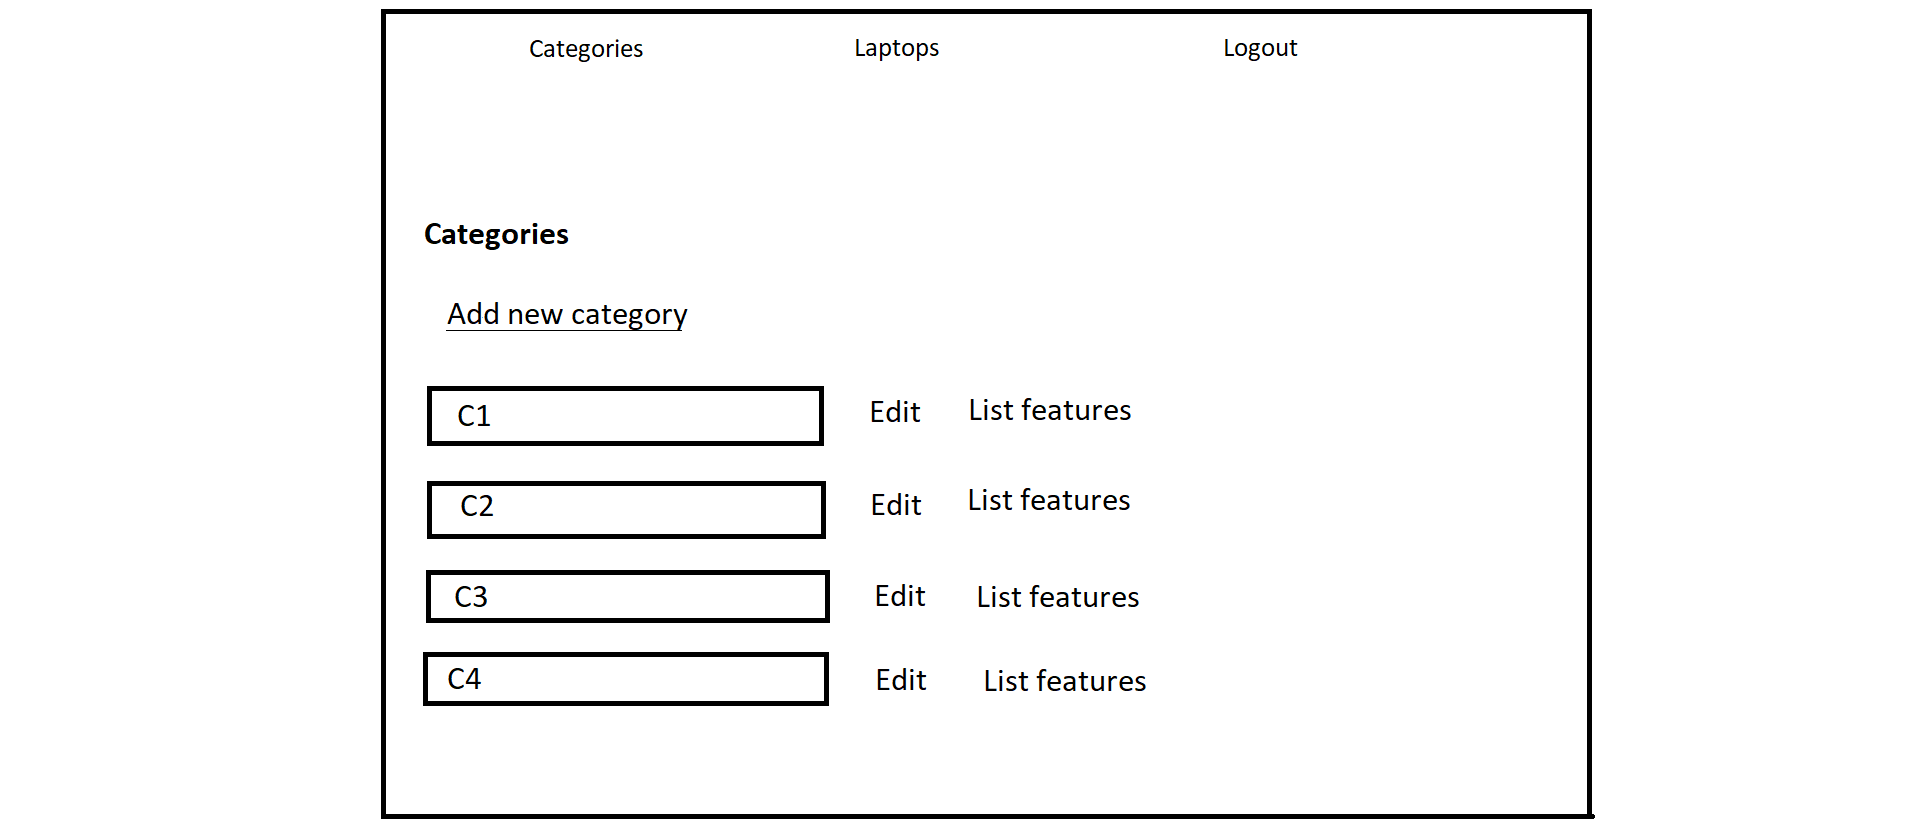 Categories Laptops Logout
Categories
Add new category
C1 Edit List features
C2 Edit List features
C3 Edit List features
C4 Edit List features